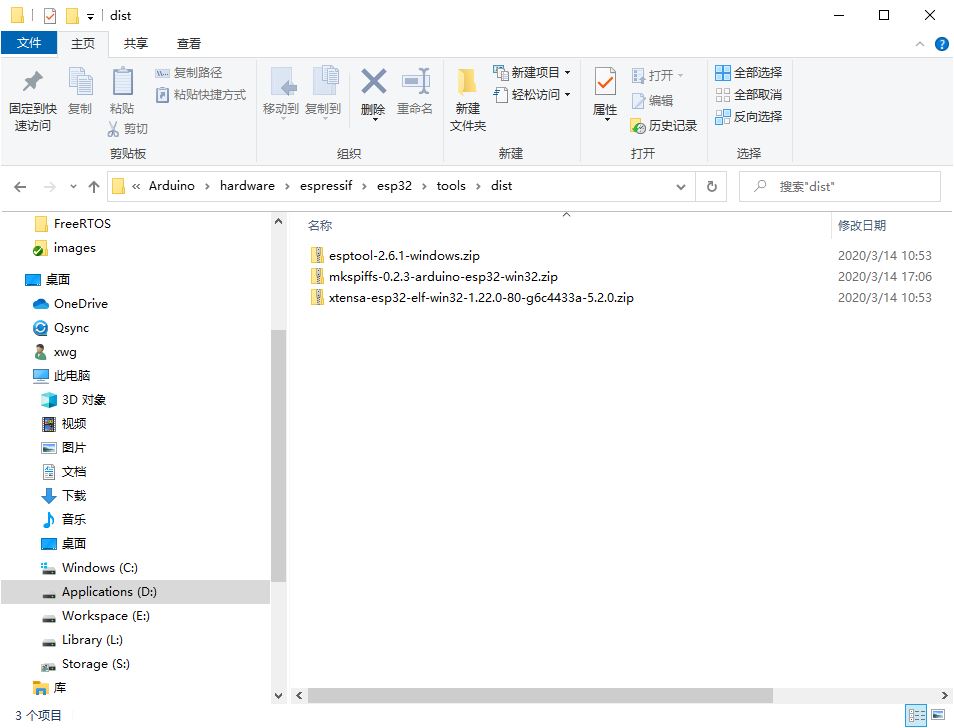 dist
文件 主页 共享 查看
固定到快速访问
复制
粘贴
复制路径
粘贴快捷方式
剪切
剪贴板
移动到
复制到
删除
重命名
组织
新建
文件夹
新建项目
轻松访问
新建
属性
打开
编辑
历史记录
打开
全部选择
全部取消
反向选择
选择
« Arduino › hardware › espressif › esp32 › tools › dist
搜索"dist"
FreeRTOS
images
桌面
OneDrive
Qsync
xwg
此电脑
3D 对象
视频
图片
文档
下载
音乐
桌面
Windows (C:)
Applications (D:)
Workspace (E:)
Library (L:)
Storage (S:)
库
名称 修改日期
esptool-2.6.1-windows.zip 2020/3/14 10:53
mkspiffs-0.2.3-arduino-esp32-win32.zip 2020/3/14 17:06
xtensa-esp32-elf-win32-1.22.0-80-g6c4433a-5.2.0.zip 2020/3/14 10:53
3 个项目